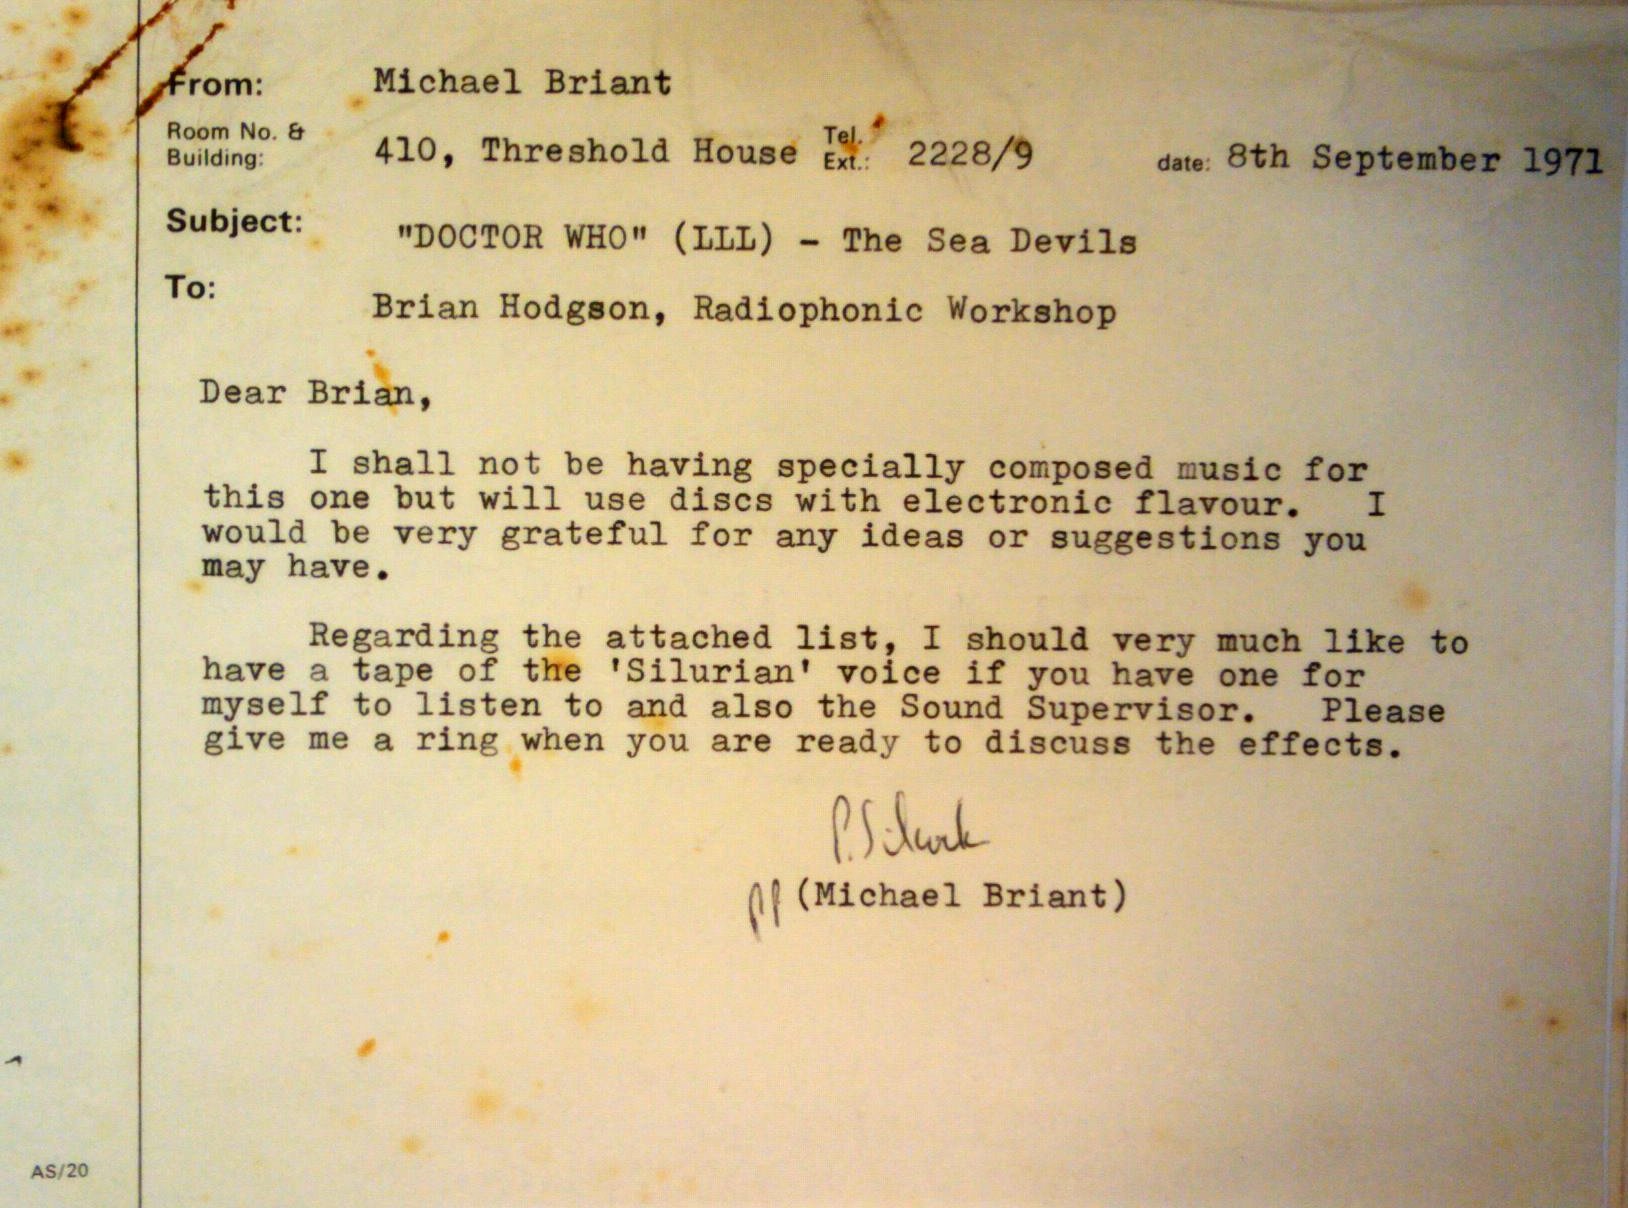 From: Michael Briant
Room No. &
Building: 410, Threshold House Tel. Ext.: 2228/9 date: 8th September 1971
Subject: "DOCTOR WHO" (LLL) - The Sea Devils
To: Brian Hodgson, Radiophonic Workshop
Dear Brian,
I shall not be having specially composed music for
this one but will use discs with electronic flavour. I
would be very grateful for any ideas or suggestions you
may have.
Regarding the attached list, I should very much like to
have a tape of the 'Silurian' voice if you have one for
myself to listen to and also the Sound Supervisor. Please
give me a ring when you are ready to discuss the effects.
pp (Michael Briant)
AS/20